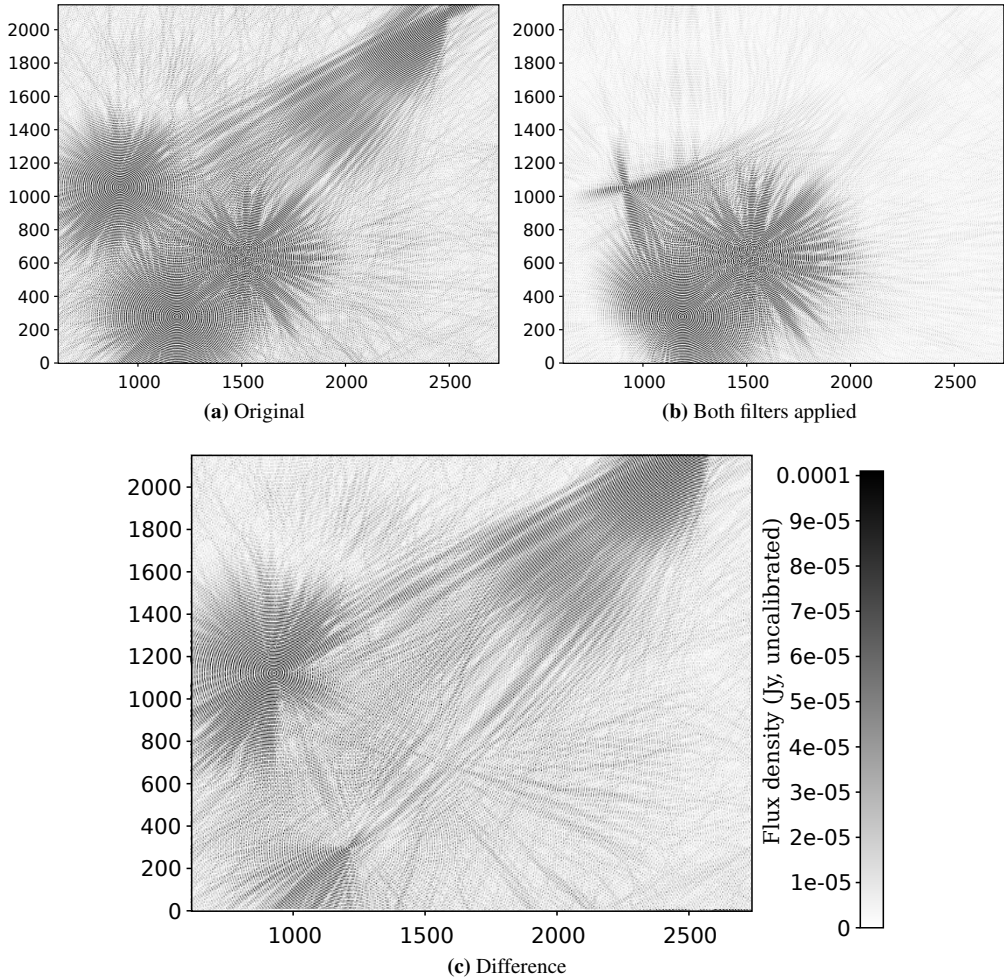 2000
1800
1600
1400
1200
1000
800
600
400
200
0
1000 1500 2000 2500
(a) Original
2000
1800
1600
1400
1200
1000
800
600
400
200
0
1000 1500 2000 2500
(b) Both filters applied
2000
1800
1600
1400
1200
1000
800
600
400
200
0
1000 1500 2000 2500
(c) Difference
0.0001
9e-05
8e-05
7e-05
6e-05
5e-05
4e-05
3e-05
2e-05
1e-05
0
Flux density (Jy, uncalibrated)